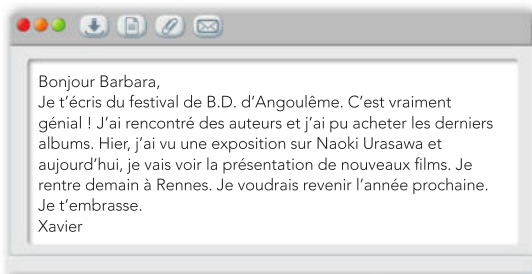 Bonjour Barbara,
Je t’écris du festival de B.D. d’Angoulême. C’est vraiment
génial ! J’ai rencontré des auteurs et j’ai pu acheter les derniers
albums. Hier, j’ai vu une exposition sur Naoki Urasawa et
aujourd’hui, je vais voir la présentation de nouveaux films. Je
rentre demain à Rennes. Je voudrais revenir l’année prochaine.
Je t’embrasse.
Xavier